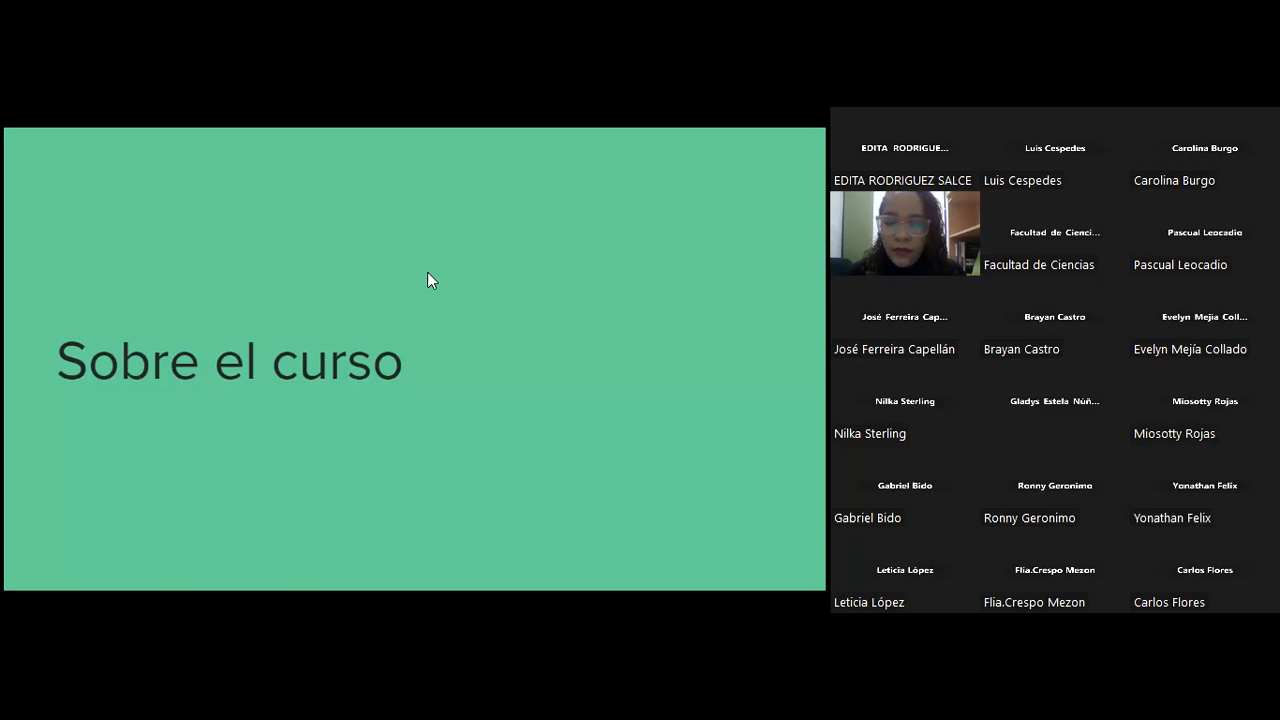 Sobre el curso
EDITA RODRIGUE...
EDITA RODRIGUEZ SALCE
Luis Cespedes
Luis Cespedes
Carolina Burgo
Carolina Burgo
Facultad de Cienci...
Facultad de Ciencias
Pascual Leocadio
Pascual Leocadio
José Ferreira Cap...
José Ferreira Capellán
Brayan Castro
Brayan Castro
Evelyn Mejía Coll...
Evelyn Mejía Collado
Nilka Sterling
Nilka Sterling
Gladys Estela Núñ...
Miosotty Rojas
Miosotty Rojas
Gabriel Bido
Gabriel Bido
Ronny Geronimo
Ronny Geronimo
Yonathan Felix
Yonathan Felix
Leticia López
Leticia López
Flia.Crespo Mezon
Flia.Crespo Mezon
Carlos Flores
Carlos Flores